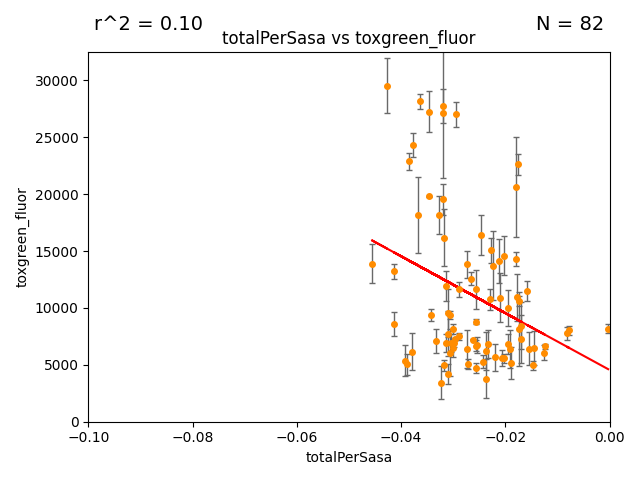 r^2 = 0.10
N = 82
totalPerSasa vs toxgreen_fluor
toxgreen_fluor
30000
25000
20000
15000
10000
5000
0
−0.10
−0.08
−0.06
−0.04
−0.02
0.00
totalPerSasa